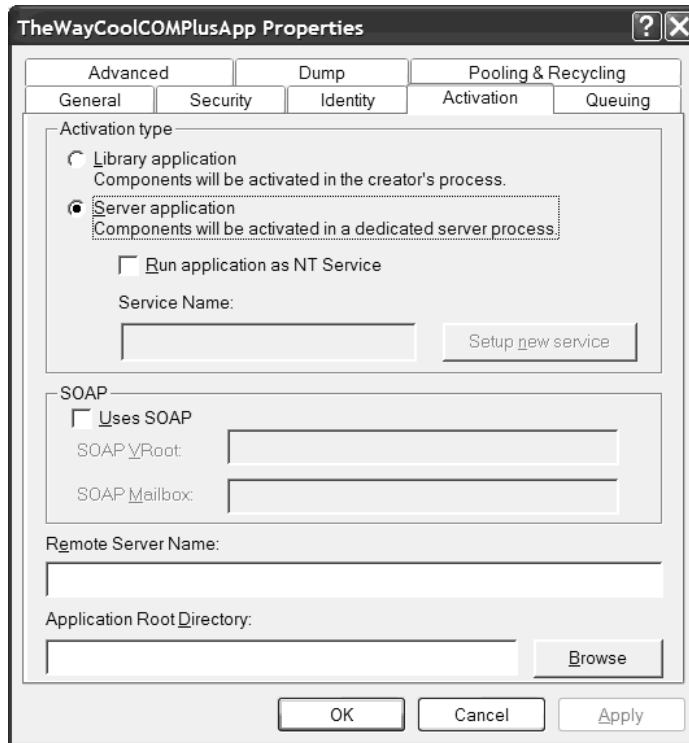 TheWayCoolCOMPlusApp Properties
Advanced Dump Pooling & Recycling
General Security Identity Activation Queuing
Activation type
Library application
Components will be activated in the creator's process.
Server application
Components will be activated in a dedicated server process.
Run application as NT Service
Service Name:
Setup new service
SOAP
Uses SOAP
SOAP VRoot:
SOAP Mailbox:
Remote Server Name:
Application Root Directory:
Browse
OK Cancel Apply